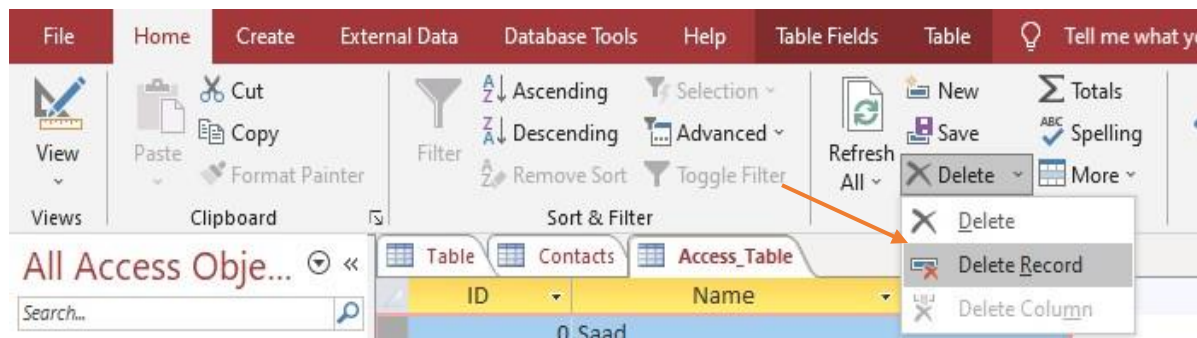 File Home Create External Data Database Tools Help Table Fields Table Tell me what yo
Cut Ascending Selection New Totals
Copy Descending Advanced Save ABC Spelling
View Paste Format Painter Filter Remove Sort Toggle Filter Refresh All Delete More
Views Clipboard Sort & Filter
Delete
All Access Obje... Table Contacts Access_Table Delete Record
Search... ID Name Delete Column
0 Saad